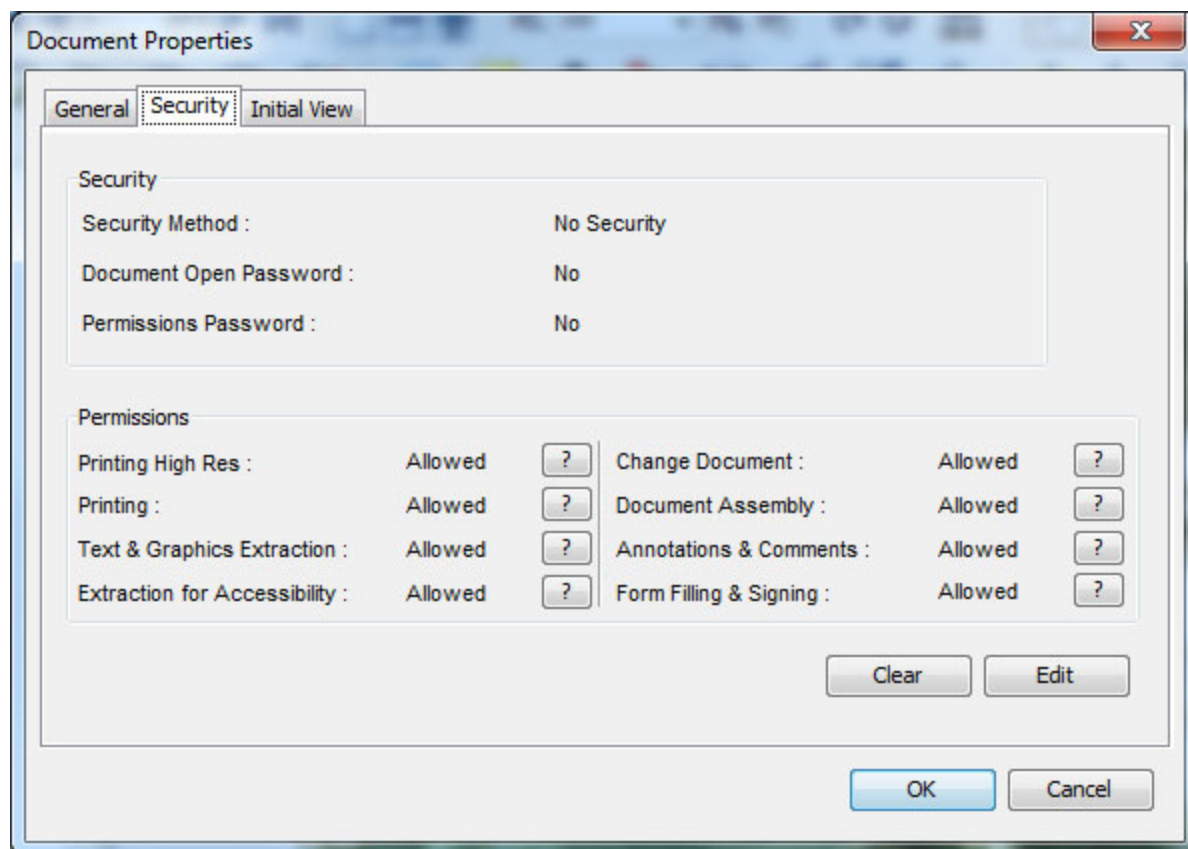 Document Properties
x
General Security Initial View
Security
Security Method : No Security
Document Open Password : No
Permissions Password : No
Permissions
Printing High Res : Allowed ? Change Document : Allowed ?
Printing : Allowed ? Document Assembly : Allowed ?
Text & Graphics Extraction : Allowed ? Annotations & Comments : Allowed ?
Extraction for Accessibility : Allowed ? Form Filling & Signing : Allowed ?
Clear Edit
OK Cancel